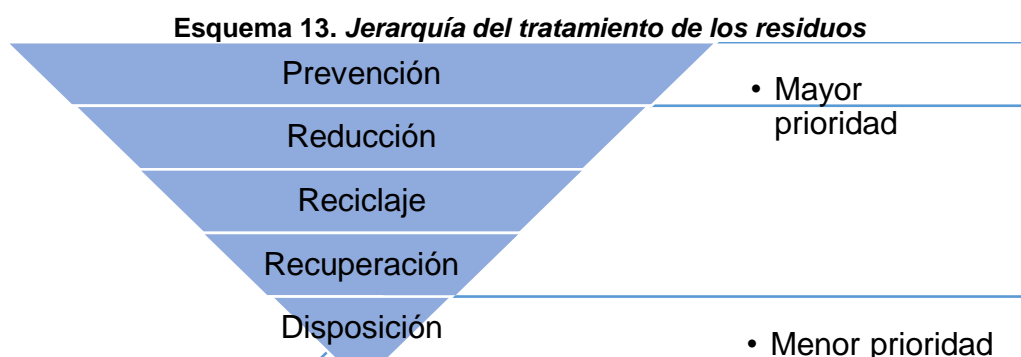 Esquema 13. Jerarquía del tratamiento de los residuos
Prevención
• Mayor
prioridad
Reducción
Reciclaje
Recuperación
Disposición
• Menor prioridad